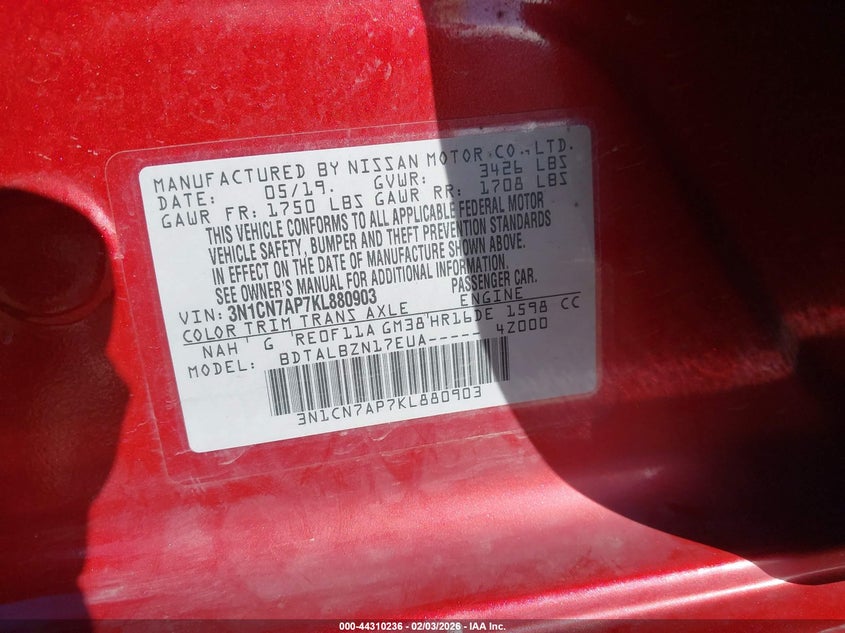 MANUFACTURED BY NISSAN MOTOR CO., LTD.
DATE: 05/19. GVWR: 3426 LBS
GAWR FR: 1750 LBS GAWR RR: 1708 LBS
THIS VEHICLE CONFORMS TO ALL APPLICABLE FEDERAL MOTOR
VEHICLE SAFETY, BUMPER AND THEFT PREVENTION STANDARDS
IN EFFECT ON THE DATE OF MANUFACTURE SHOWN ABOVE.
SEE OWNER'S MANUAL FOR ADDITIONAL INFORMATION.
VIN: 3N1CN7AP7KL880903 PASSENGER CAR.
COLOR TRIM TRANS AXLE ENGINE
NAH G RE0F11A GM38 HR16DE 1598 CC
MODEL: BDTALBZN17EUA----- 4Z000
3N1CN7AP7KL880903
000-44310236 - 02/03/2026 - IAA Inc.